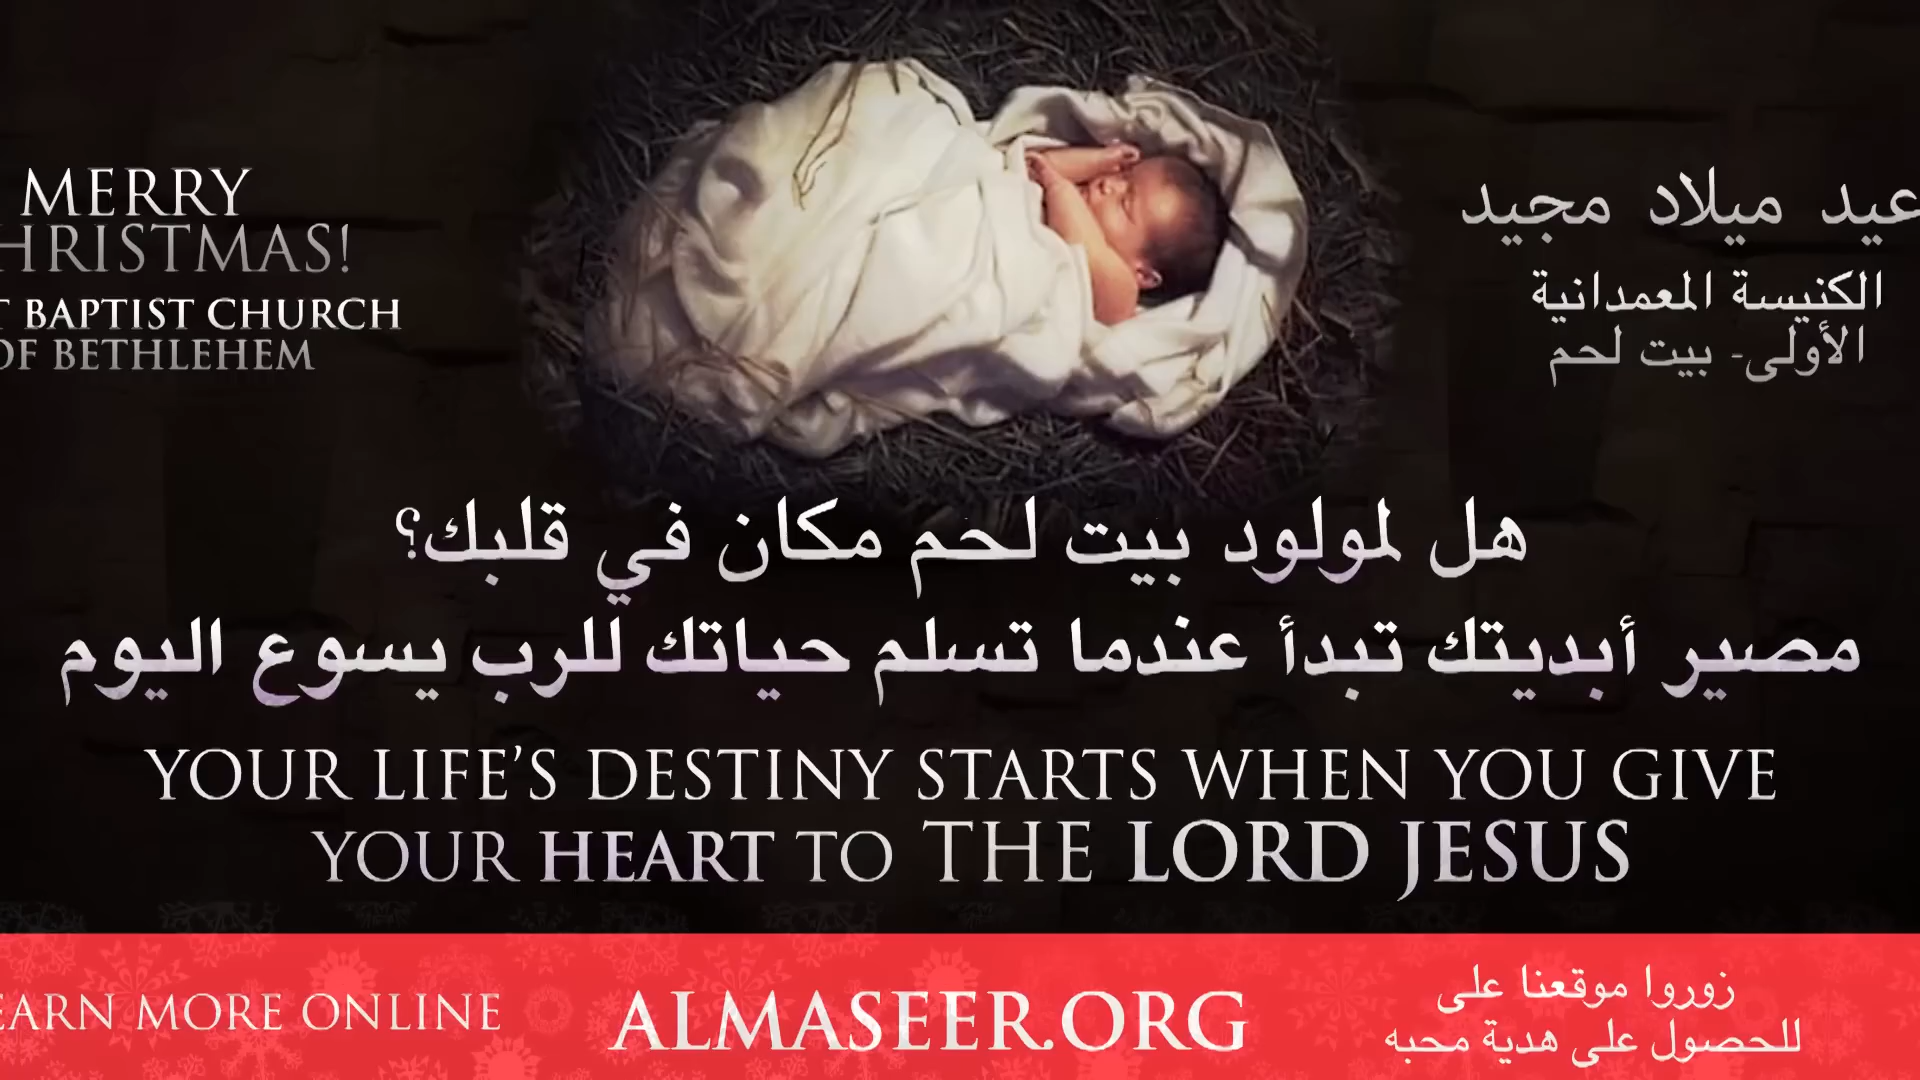 MERRY
HRISTMAS!
T BAPTIST CHURCH
OF BETHLEHEM
عيد ميلاد مجيد
الكنيسة المعمدانية
الأولى- بيت لحم
هل لمولود بيت لحم مكان في قلبك؟
مصير أبديتك تبدأ عندما تسلم حياتك للرب يسوع اليوم
YOUR LIFE'S DESTINY STARTS WHEN YOU GIVE
YOUR HEART TO THE LORD JESUS
EARN MORE ONLINE
ALMASEER.ORG
زوروا موقعنا على
للحصول على هدية محبه